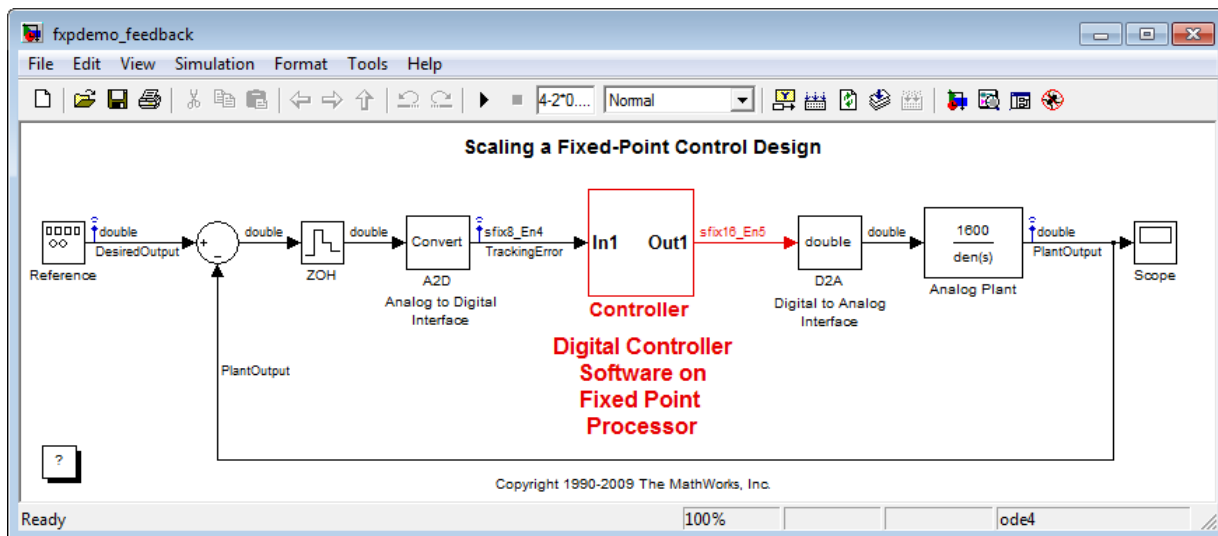 fxpdemo_feedback
File Edit View Simulation Format Tools Help
4-2*0.... Normal
Scaling a Fixed-Point Control Design
double
DesiredOutput
Reference
+
−
double
ZOH
double
Convert
A2D
Analog to Digital
Interface
sfix8_En4
TrackingError
In1 Out1
Controller
Digital Controller
Software on
Fixed Point
Processor
sfix16_En5
double
D2A
Digital to Analog
Interface
double
1600
den(s)
Analog Plant
double
PlantOutput
Scope
PlantOutput
?
Copyright 1990-2009 The MathWorks, Inc.
Ready 100% ode4